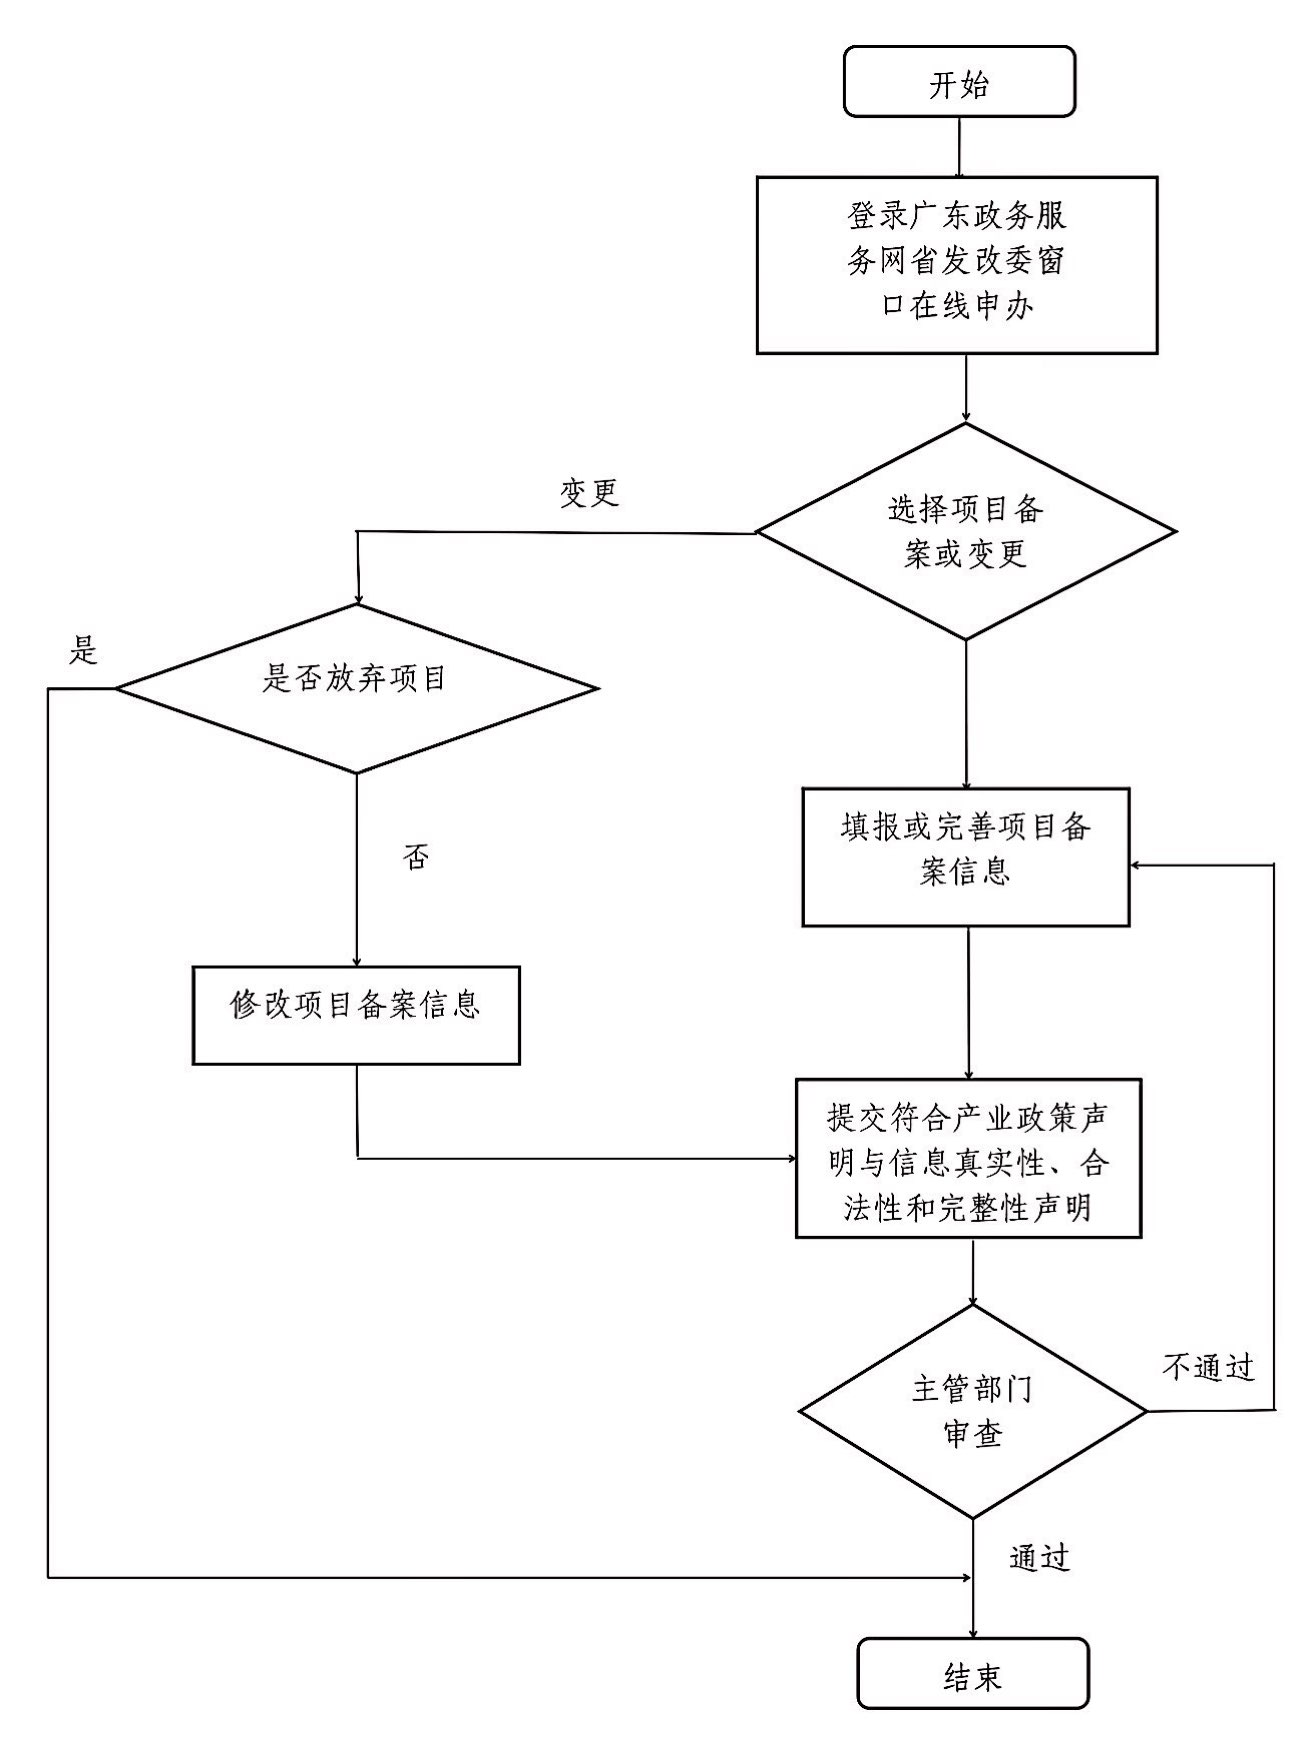 开始
登录广东政务服
务网省发改委窗
口在线申办
选择项目备
案或变更
变更
是否放弃项目
是
否
修改项目备案信息
填报或完善项目备
案信息
提交符合产业政策声
明与信息真实性、合
法性和完整性声明
主管部门
审查
不通过
通过
结束